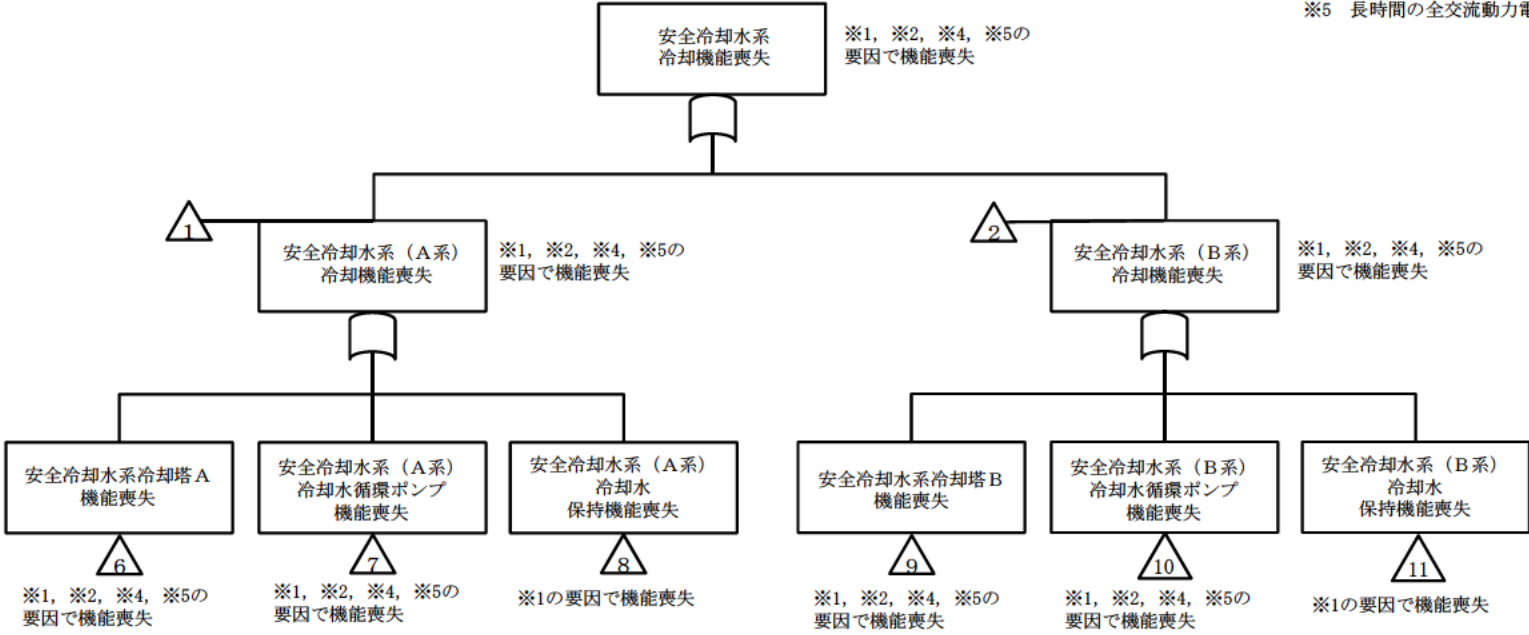 ※5 長時間の全交流動力電
安全冷却水系
冷却機能喪失
※1, ※2, ※4, ※5の
要因で機能喪失
1
安全冷却水系（A系）
冷却機能喪失
※1, ※2, ※4, ※5の
要因で機能喪失
2
安全冷却水系（B系）
冷却機能喪失
※1, ※2, ※4, ※5の
要因で機能喪失
安全冷却水系冷却塔A
機能喪失
6
※1, ※2, ※4, ※5の
要因で機能喪失
安全冷却水系（A系）
冷却水循環ポンプ
機能喪失
7
※1, ※2, ※4, ※5の
要因で機能喪失
安全冷却水系（A系）
冷却水
保持機能喪失
8
※1の要因で機能喪失
安全冷却水系冷却塔B
機能喪失
9
※1, ※2, ※4, ※5の
要因で機能喪失
安全冷却水系（B系）
冷却水循環ポンプ
機能喪失
10
※1, ※2, ※4, ※5の
要因で機能喪失
安全冷却水系（B系）
冷却水
保持機能喪失
11
※1の要因で機能喪失